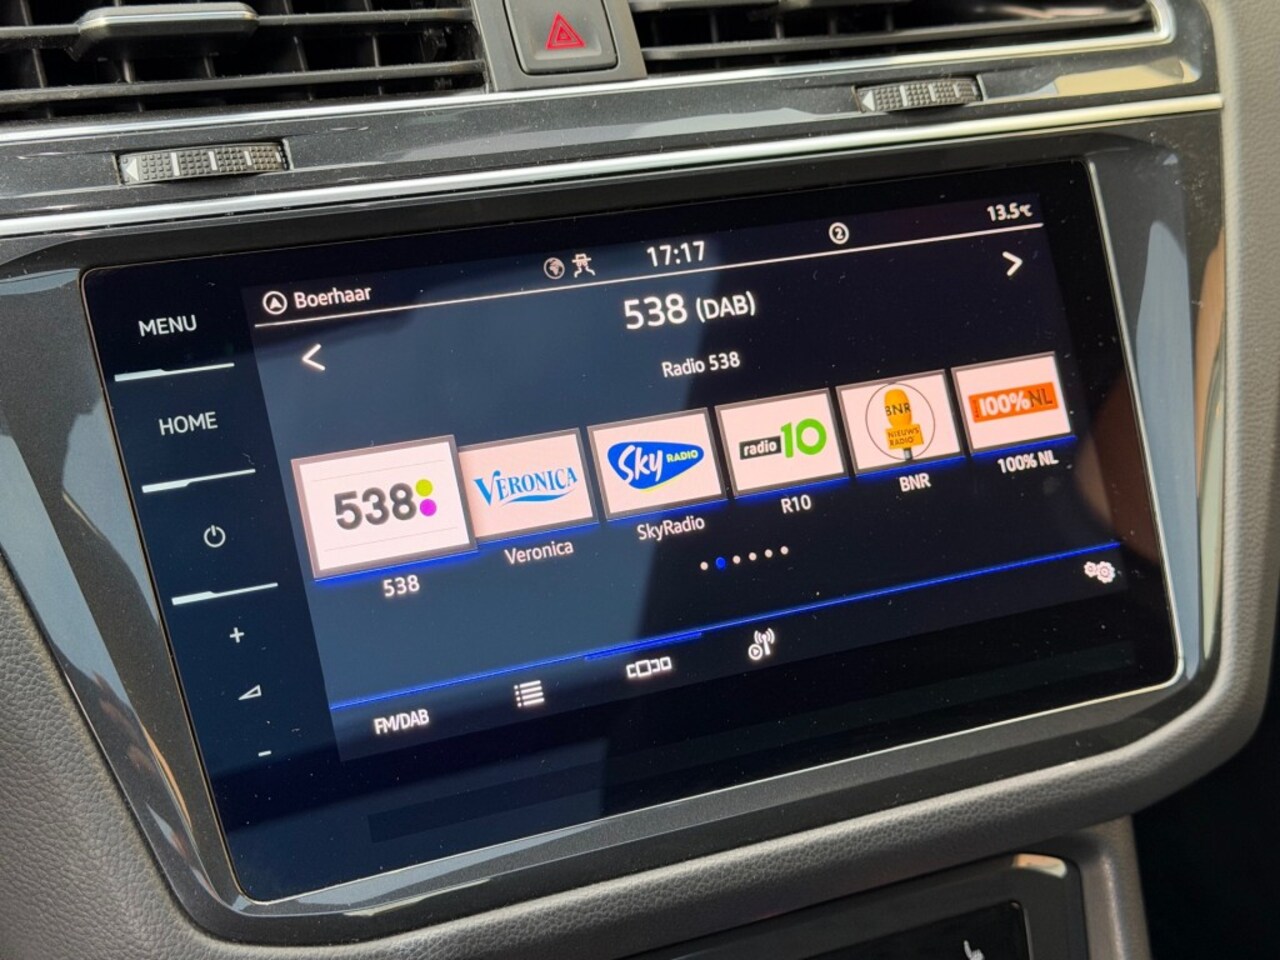 Boerhaar
17:17
2
13.5°C
MENU
HOME
538 (DAB)
Radio 538
538
VERONICA
Sky RADIO
radio 10
BNR
NIEUWS
RADIO
100%NL
538
Veronica
SkyRadio
R10
BNR
100% NL
+
-
FM/DAB